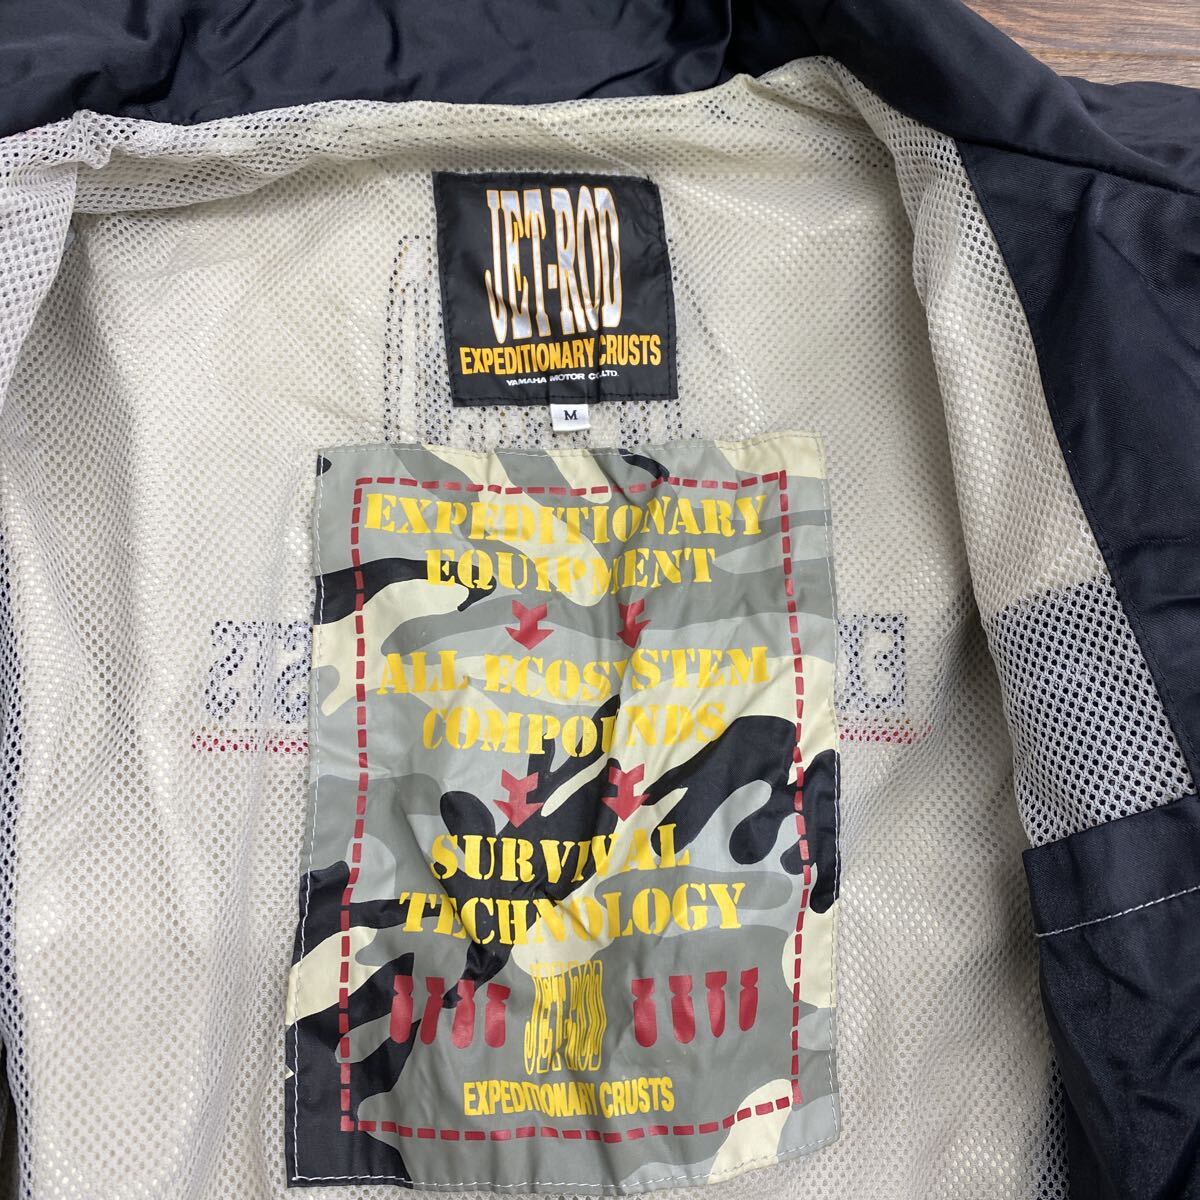 JET-ROD
EXPEDITIONARY CRUSTS
YAMAHA MOTOR CO.,LTD.
M
EXPEDITIONARY
EQUIPMENT
ALL ECOSYSTEM
COMPOUNDS
SURVIVAL
TECHNOLOGY
JET-ROD
EXPEDITIONARY CRUSTS